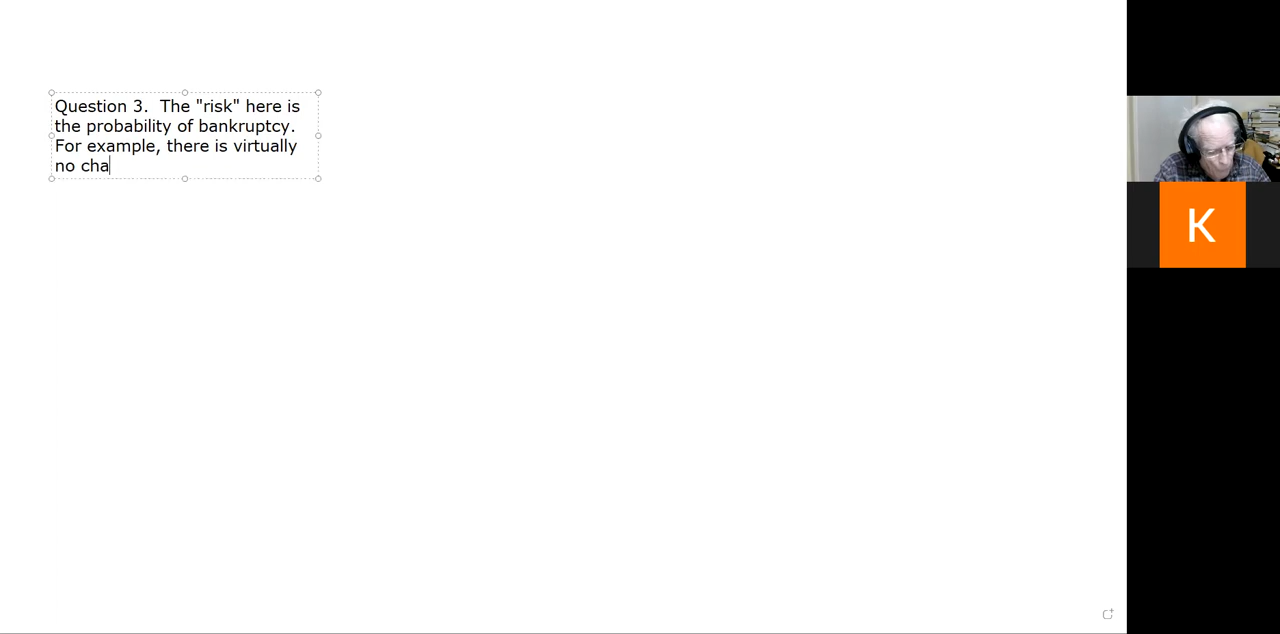 Question 3.  The "risk" here is
the probability of bankruptcy.
For example, there is virtually
no cha
K